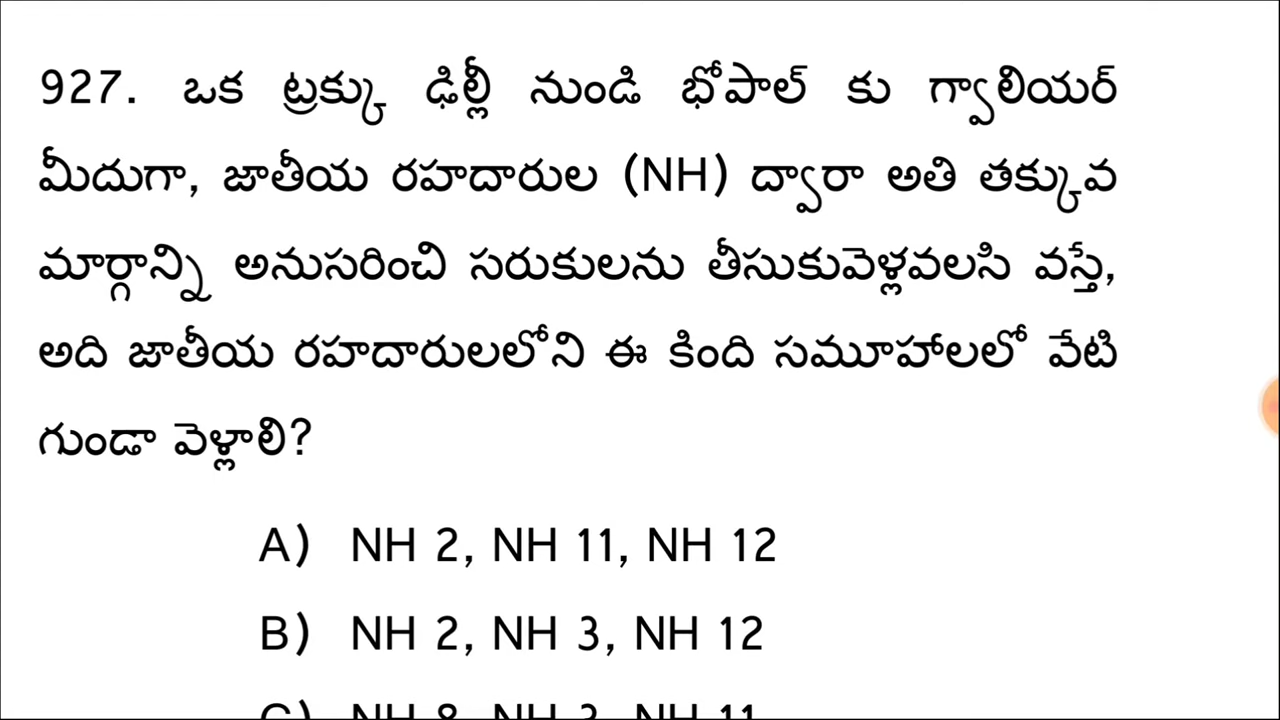 927. ఒక ట్రక్కు ఢిల్లీ నుండి భోపాల్ కు గ్వాలియర్
మీదుగా, జాతీయ రహదారుల (NH) ద్వారా అతి తక్కువ
మార్గాన్ని అనుసరించి సరుకులను తీసుకువెళ్లవలసి వస్తే,
అది జాతీయ రహదారులలోని ఈ కింది సమూహాలలో వేటి
గుండా వెళ్లాలి?
A) NH 2, NH 11, NH 12
B) NH 2, NH 3, NH 12